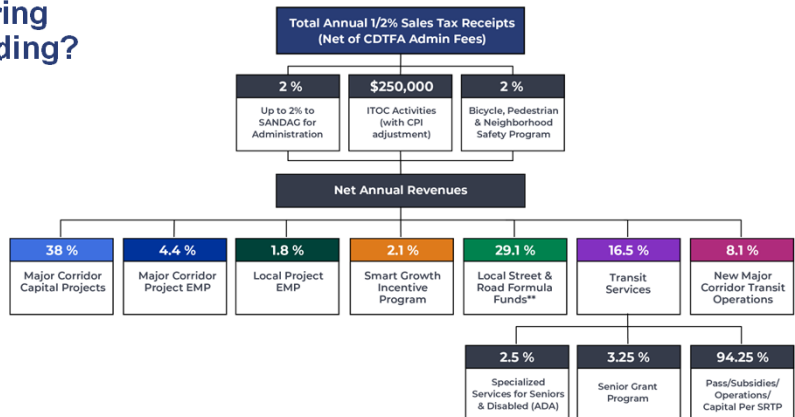 ring
ding?
Total Annual 1/2% Sales Tax Receipts
(Net of CDTFA Admin Fees)
2 %
Up to 2% to
SANDAG for
Administration
$250,000
ITOC Activities
(with CPI
adjustment)
2 %
Bicycle, Pedestrian
& Neighborhood
Safety Program
Net Annual Revenues
38 %
Major Corridor
Capital Projects
4.4 %
Major Corridor
Project EMP
1.8 %
Local Project
EMP
2.1 %
Smart Growth
Incentive
Program
29.1 %
Local Street &
Road Formula
Funds**
16.5 %
Transit
Services
8.1 %
New Major
Corridor Transit
Operations
2.5 %
Specialized
Services for Seniors
& Disabled (ADA)
3.25 %
Senior Grant
Program
94.25 %
Pass/Subsidies/
Operations/
Capital Per SRTP